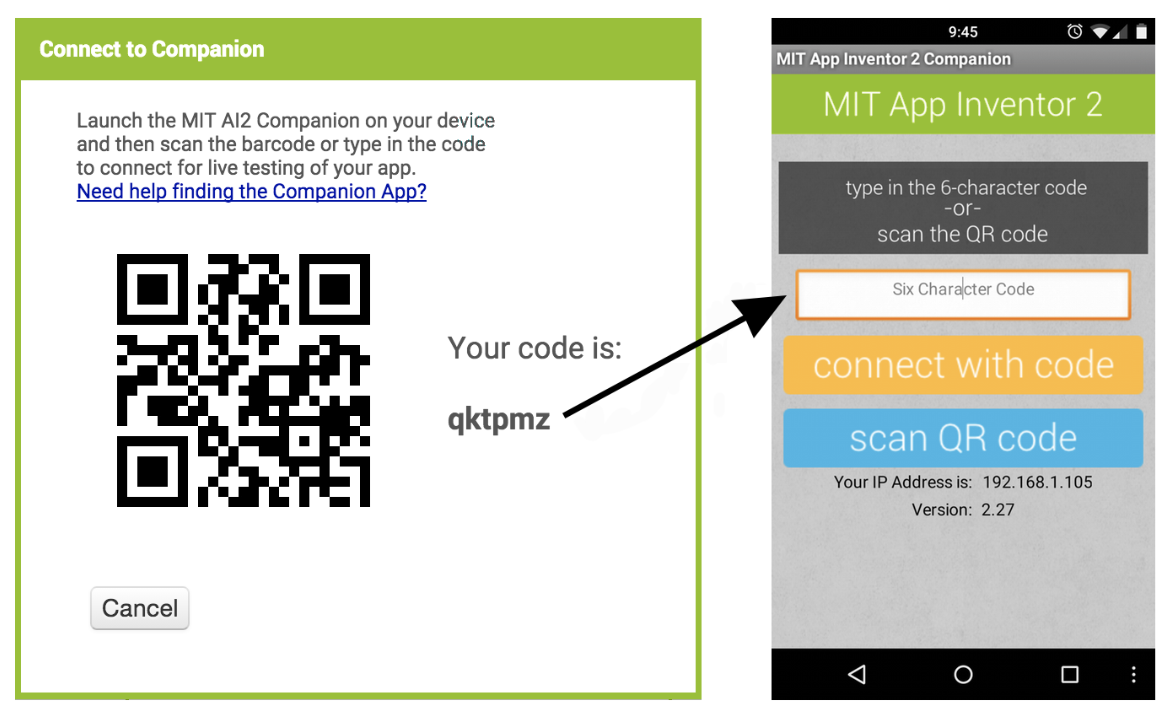 Connect to Companion
Launch the MIT AI2 Companion on your device
and then scan the barcode or type in the code
to connect for live testing of your app.
Need help finding the Companion App?
Your code is:
qktpmz
Cancel
9:45
MIT App Inventor 2 Companion
MIT App Inventor 2
type in the 6-character code
-or-
scan the QR code
Six Character Code
connect with code
scan QR code
Your IP Address is: 192.168.1.105
Version: 2.27